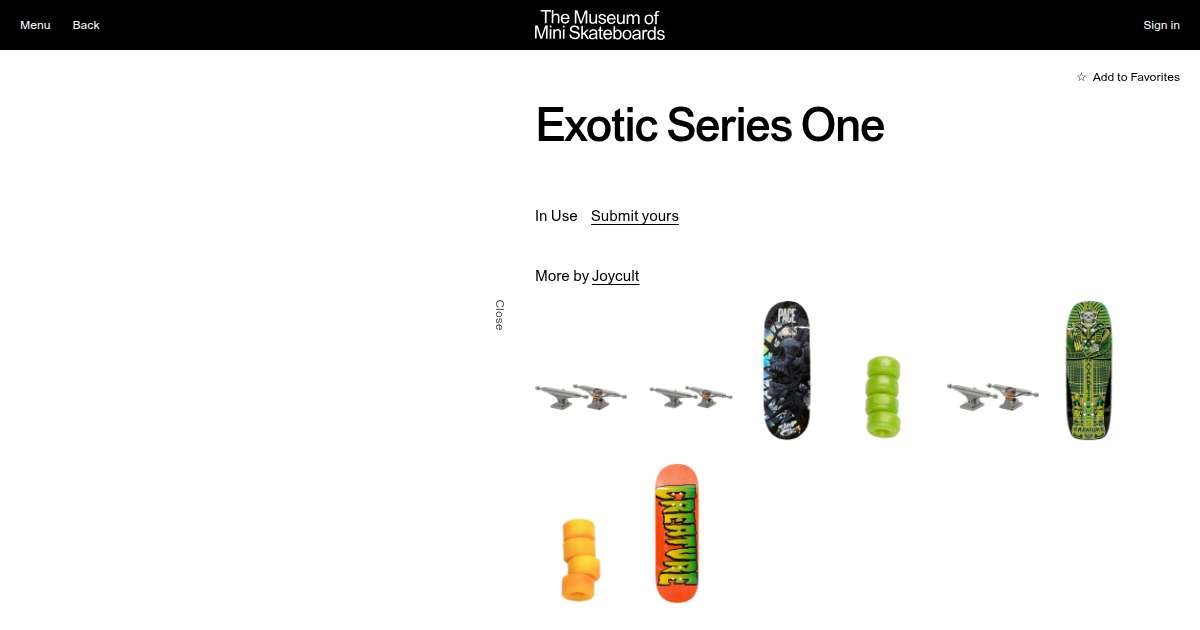 Menu Back
The Museum of
Mini Skateboards
Sign in
☆ Add to Favorites
Exotic Series One
In Use Submit yours
More by Joycult
Close
PACE
CREATURE